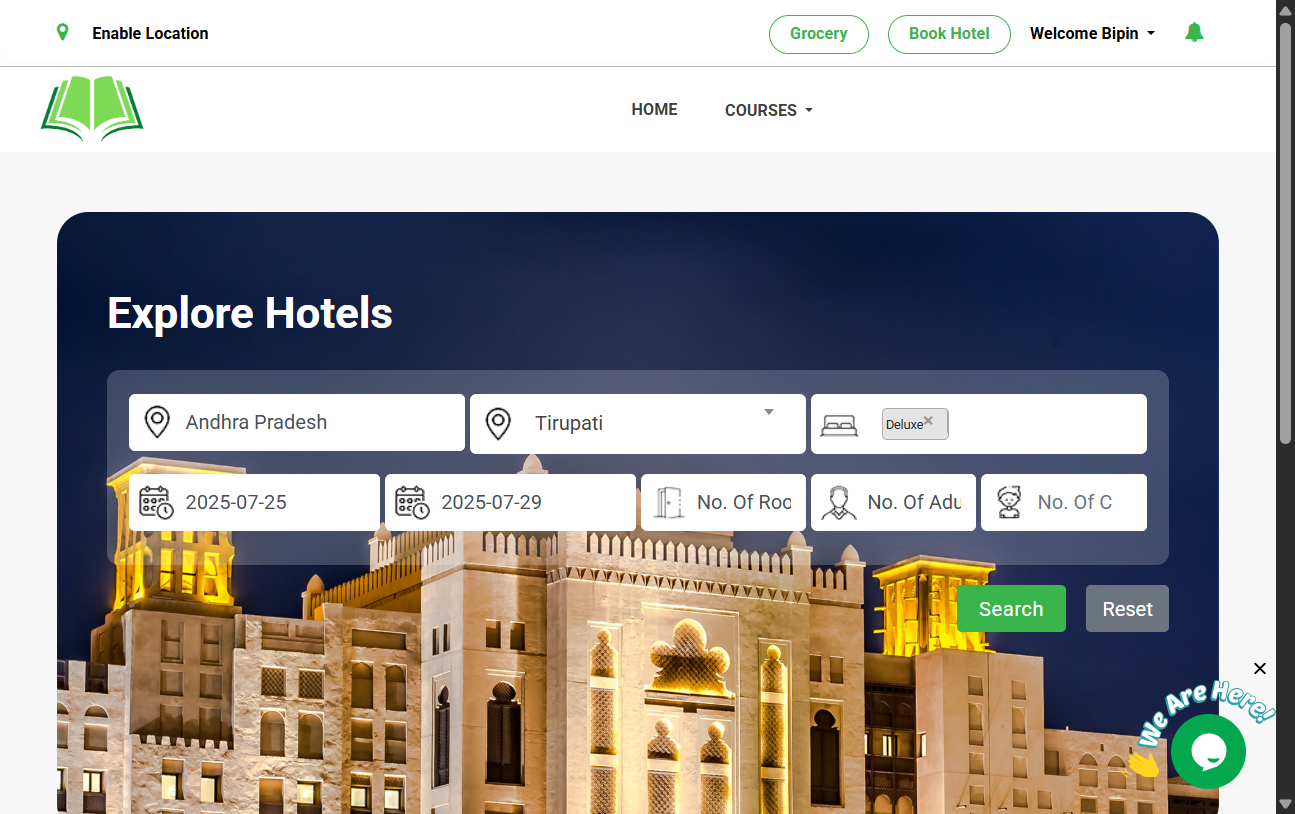 Enable Location
Grocery
Book Hotel
Welcome Bipin
HOME
COURSES
Explore Hotels
Andhra Pradesh
Tirupati
Deluxe×
2025-07-25
2025-07-29
No. Of Roo
No. Of Adu
No. Of C
Search
Reset
We Are Here!